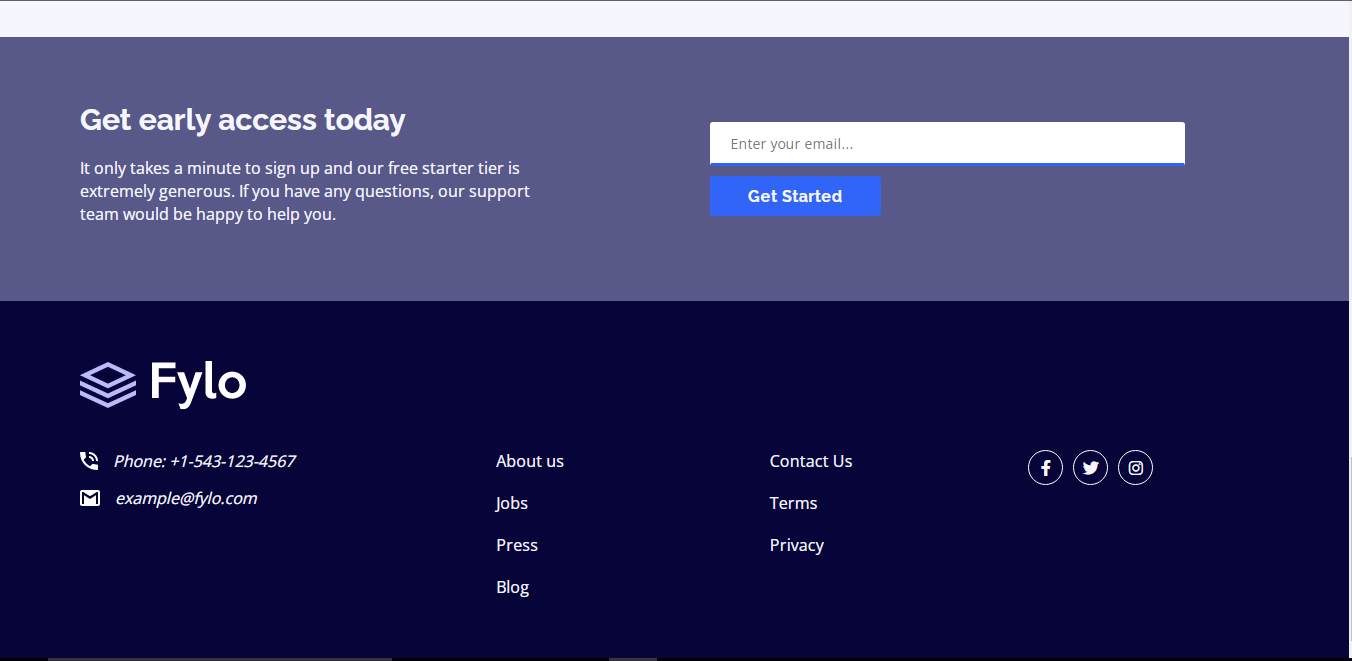 Get early access today
It only takes a minute to sign up and our free starter tier is
extremely generous. If you have any questions, our support
team would be happy to help you.
Enter your email...
Get Started
Fylo
Phone: +1-543-123-4567
example@fylo.com
About us
Jobs
Press
Blog
Contact Us
Terms
Privacy